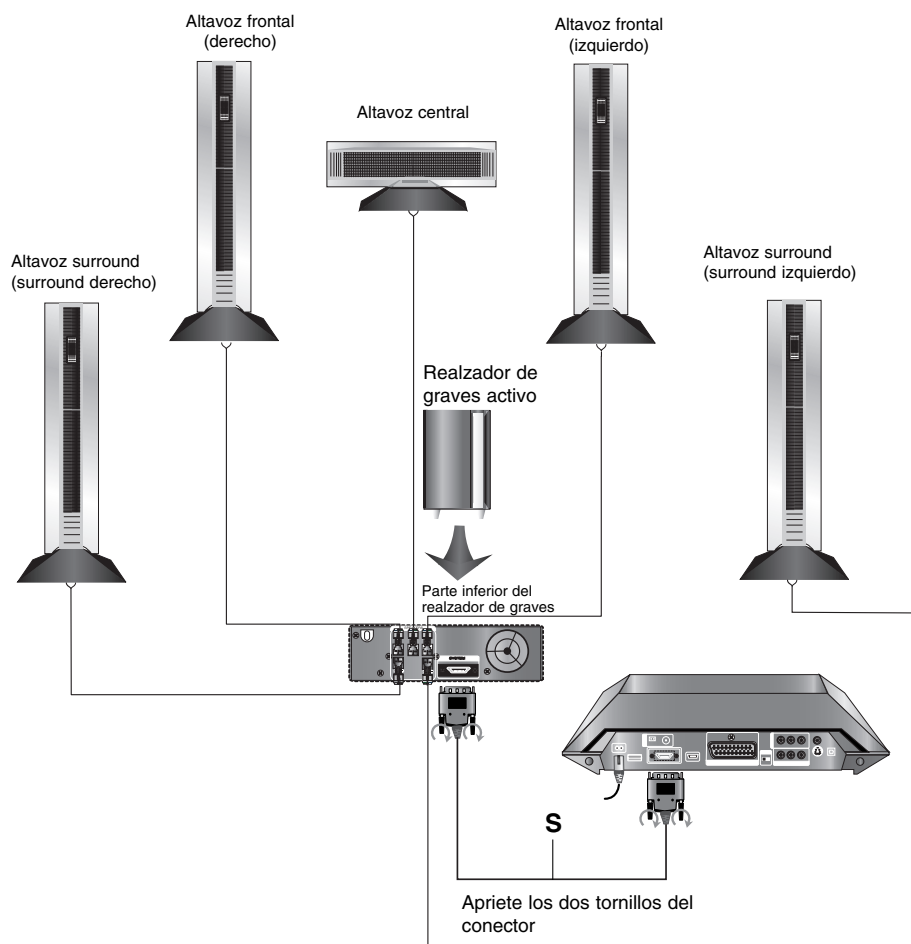 Altavoz frontal
(derecho)
Altavoz frontal
(izquierdo)
Altavoz central
Altavoz surround
(surround derecho)
Altavoz surround
(surround izquierdo)
Realzador de
graves activo
Parte inferior del
realzador de graves
SYSTEM
S
Apriete los dos tornillos del
conector